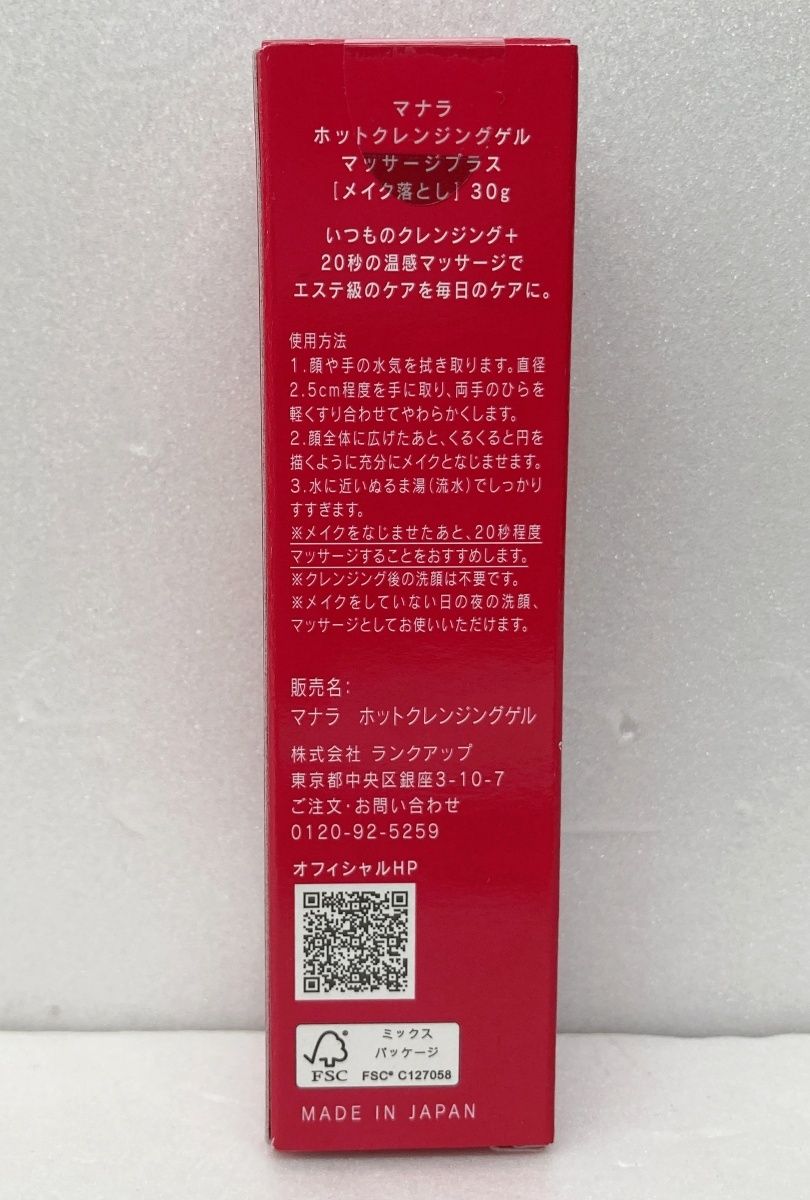 マナラ
ホットクレンジングゲル
マッサージプラス
[メイク落とし] 30g
いつものクレンジング＋
20秒の温感マッサージで
エステ級のケアを毎日のケアに。
使用方法
1.顔や手の水気を拭き取ります。直径
2.5cm程度を手に取り、両手のひらを
軽くすり合わせてやわらかくします。
2.顔全体に広げたあと、くるくると円を
描くように充分にメイクとなじませます。
3.水に近いぬるま湯(流水)でしっかり
すすぎます。
※メイクをなじませたあと、20秒程度
マッサージすることをおすすめします。
※クレンジング後の洗顔は不要です。
※メイクをしていない日の夜の洗顔、
マッサージとしてお使いいただけます。
販売名：
マナラ　ホットクレンジングゲル
株式会社 ランクアップ
東京都中央区銀座3-10-7
ご注文・お問い合わせ
0120-92-5259
オフィシャルHP
ミックス
パッケージ
FSC
FSC® C127058
MADE IN JAPAN